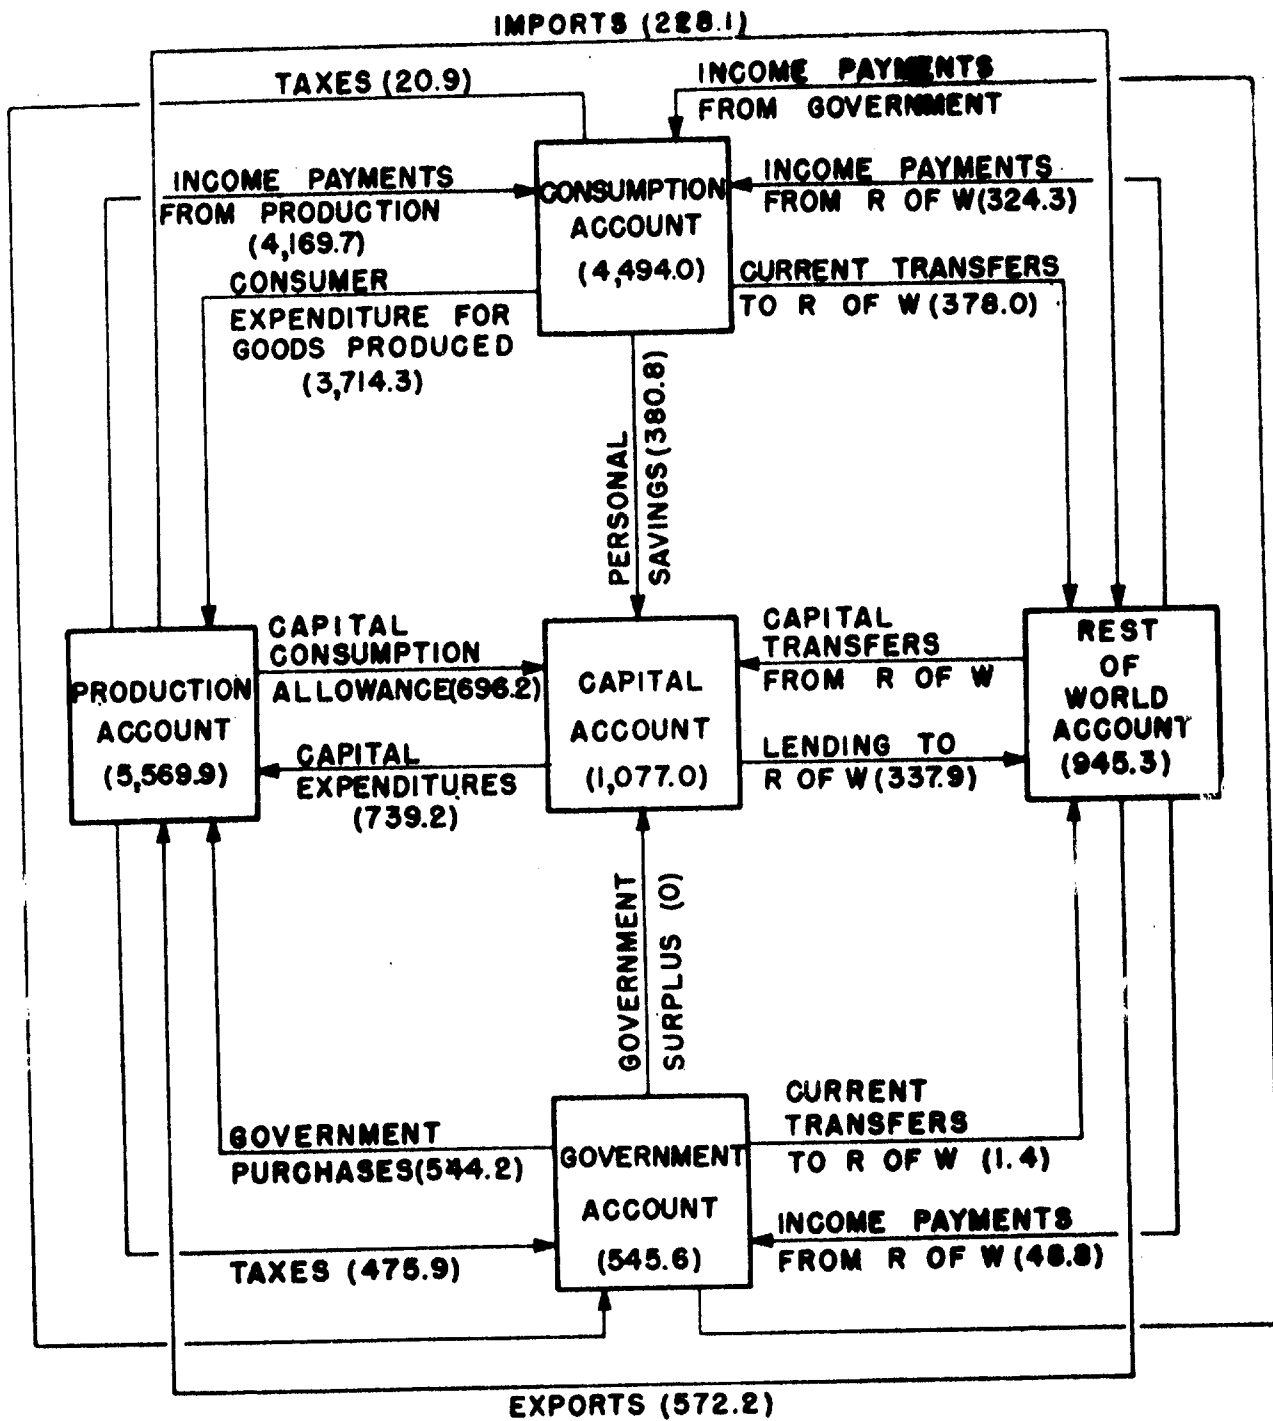 IMPORTS (228.1)
TAXES (20.9)
INCOME PAYMENTS
FROM GOVERNMENT
INCOME PAYMENTS
FROM PRODUCTION
(4,169.7)
CONSUMPTION
ACCOUNT
(4,494.0)
INCOME PAYMENTS
FROM R OF W(324.3)
CONSUMER
EXPENDITURE FOR
GOODS PRODUCED
(3,714.3)
CURRENT TRANSFERS
TO R OF W(378.0)
PERSONAL
SAVINGS(380.8)
PRODUCTION
ACCOUNT
(5,569.9)
CAPITAL
CONSUMPTION
ALLOWANCE(696.2)
CAPITAL
EXPENDITURES
(739.2)
CAPITAL
ACCOUNT
(1,077.0)
CAPITAL
TRANSFERS
FROM R OF W
LENDING TO
R OF W(337.9)
REST
OF
WORLD
ACCOUNT
(945.3)
GOVERNMENT
SURPLUS (0)
GOVERNMENT
PURCHASES(544.2)
TAXES (475.9)
GOVERNMENT
ACCOUNT
(545.6)
CURRENT
TRANSFERS
TO R OF W (1.4)
INCOME PAYMENTS
FROM R OF W(48.8)
EXPORTS (572.2)